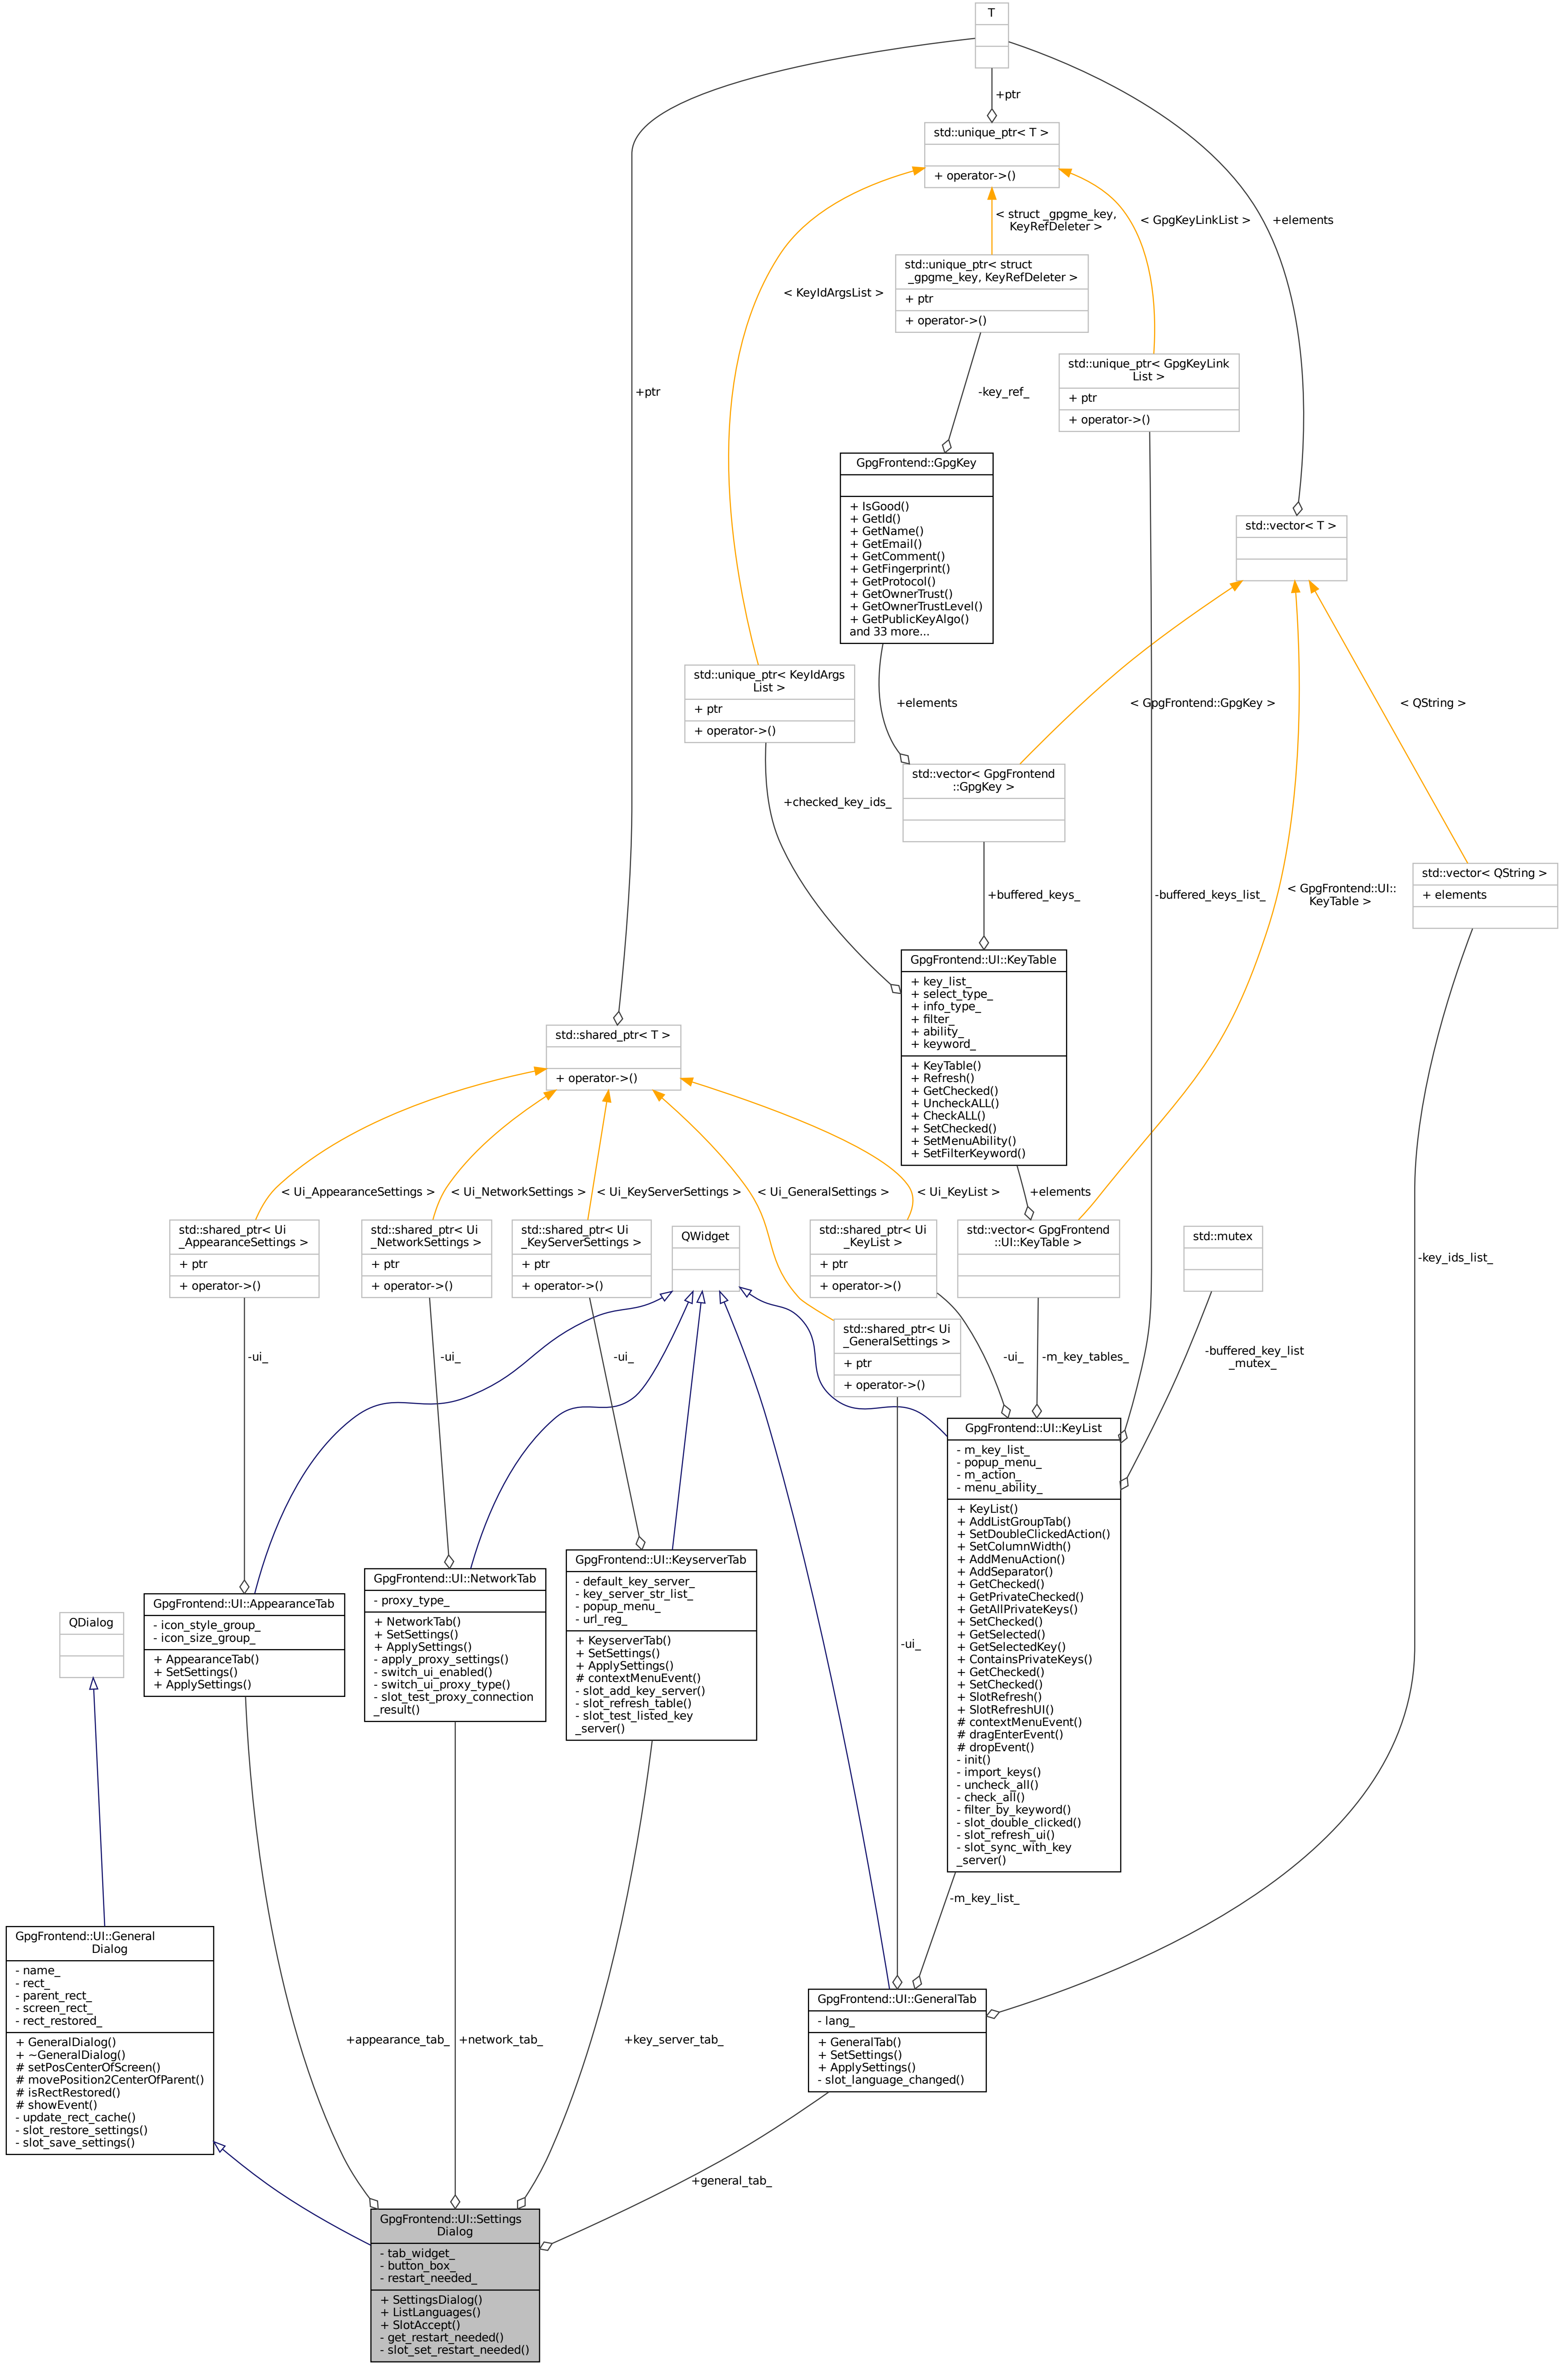 T
+ptr
std::unique_ptr< T >
+ operator->()
< struct _gpgme_key,
KeyRefDeleter >
< GpgKeyLinkList >
+elements
std::unique_ptr< struct
_gpgme_key, KeyRefDeleter >
+ ptr
+ operator->()
< KeyIdArgsList >
std::unique_ptr< GpgKeyLink
List >
+ ptr
+ operator->()
+ptr
-key_ref_
GpgFrontend::GpgKey
+ IsGood()
+ GetId()
+ GetName()
+ GetEmail()
+ GetComment()
+ GetFingerprint()
+ GetProtocol()
+ GetOwnerTrust()
+ GetOwnerTrustLevel()
+ GetPublicKeyAlgo()
and 33 more...
std::vector< T >
std::unique_ptr< KeyIdArgs
List >
+ ptr
+ operator->()
+elements
< GpgFrontend::GpgKey >
< QString >
std::vector< GpgFrontend
::GpgKey >
+checked_key_ids_
std::vector< QString >
+ elements
+buffered_keys_
-buffered_keys_list_
< GpgFrontend::UI::
KeyTable >
GpgFrontend::UI::KeyTable
+ key_list_
+ select_type_
+ info_type_
+ filter_
+ ability_
+ keyword_
+ KeyTable()
+ Refresh()
+ GetChecked()
+ UncheckALL()
+ CheckALL()
+ SetChecked()
+ SetMenuAbility()
+ SetFilterKeyword()
std::shared_ptr< T >
+ operator->()
< Ui_AppearanceSettings >
< Ui_NetworkSettings >
< Ui_KeyServerSettings >
< Ui_GeneralSettings >
< Ui_KeyList >
+elements
std::shared_ptr< Ui
_AppearanceSettings >
+ ptr
+ operator->()
std::shared_ptr< Ui
_NetworkSettings >
+ ptr
+ operator->()
std::shared_ptr< Ui
_KeyServerSettings >
+ ptr
+ operator->()
QWidget
std::shared_ptr< Ui
_KeyList >
+ ptr
+ operator->()
std::vector< GpgFrontend
::UI::KeyTable >
std::mutex
-key_ids_list_
std::shared_ptr< Ui
_GeneralSettings >
+ ptr
+ operator->()
-ui_
-ui_
-ui_
-ui_
-m_key_tables_
-buffered_key_list
_mutex_
GpgFrontend::UI::KeyList
- m_key_list_
- popup_menu_
- m_action_
- menu_ability_
+ KeyList()
+ AddListGroupTab()
+ SetDoubleClickedAction()
+ SetColumnWidth()
+ AddMenuAction()
+ AddSeparator()
+ GetChecked()
+ GetPrivateChecked()
+ GetAllPrivateKeys()
+ SetChecked()
+ GetSelected()
+ GetSelectedKey()
+ ContainsPrivateKeys()
+ GetChecked()
+ SetChecked()
+ SlotRefresh()
+ SlotRefreshUI()
# contextMenuEvent()
# dragEnterEvent()
# dropEvent()
- init()
- import_keys()
- uncheck_all()
- check_all()
- filter_by_keyword()
- slot_double_clicked()
- slot_refresh_ui()
- slot_sync_with_key
_server()
GpgFrontend::UI::KeyserverTab
- default_key_server_
- key_server_str_list_
- popup_menu_
- url_reg_
+ KeyserverTab()
+ SetSettings()
+ ApplySettings()
# contextMenuEvent()
- slot_add_key_server()
- slot_refresh_table()
- slot_test_listed_key
_server()
GpgFrontend::UI::NetworkTab
- proxy_type_
+ NetworkTab()
+ SetSettings()
+ ApplySettings()
- apply_proxy_settings()
- switch_ui_enabled()
- switch_ui_proxy_type()
- slot_test_proxy_connection
_result()
GpgFrontend::UI::AppearanceTab
- icon_style_group_
- icon_size_group_
+ AppearanceTab()
+ SetSettings()
+ ApplySettings()
QDialog
-ui_
-m_key_list_
GpgFrontend::UI::General
Dialog
- name_
- rect_
- parent_rect_
- screen_rect_
- rect_restored_
+ GeneralDialog()
+ ~GeneralDialog()
# setPosCenterOfScreen()
# movePosition2CenterOfParent()
# isRectRestored()
# showEvent()
- update_rect_cache()
- slot_restore_settings()
- slot_save_settings()
GpgFrontend::UI::GeneralTab
- lang_
+ GeneralTab()
+ SetSettings()
+ ApplySettings()
- slot_language_changed()
+appearance_tab_
+network_tab_
+key_server_tab_
+general_tab_
GpgFrontend::UI::Settings
Dialog
- tab_widget_
- button_box_
- restart_needed_
+ SettingsDialog()
+ ListLanguages()
+ SlotAccept()
- get_restart_needed()
- slot_set_restart_needed()